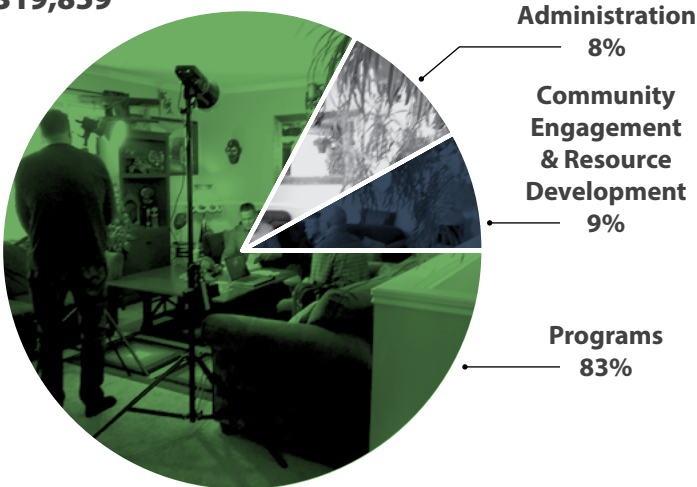 Administration
8%
Community
Engagement
& Resource
Development
9%
Programs
83%